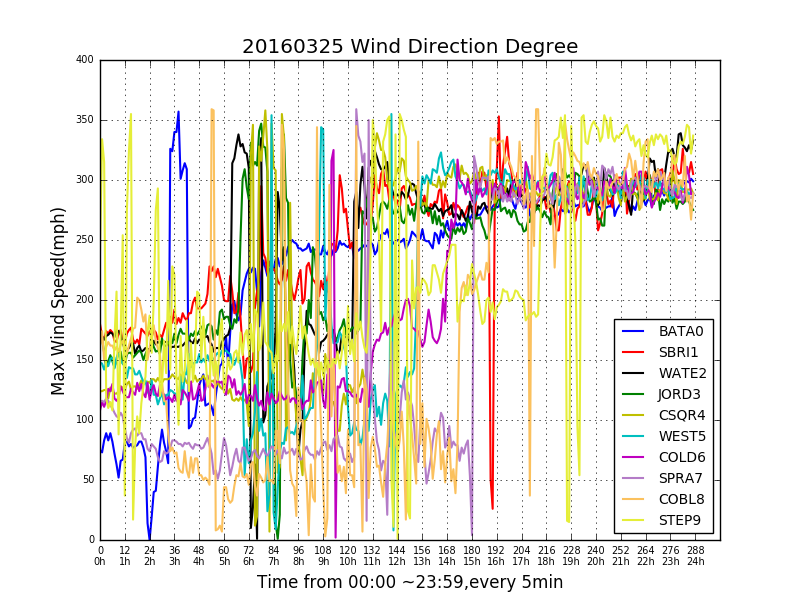 20160325 Wind Direction Degree
400
350
300
250
200
150
100
50
0
Max Wind Speed(mph)
BATA0
SBRI1
WATE2
JORD3
CSQR4
WEST5
COLD6
SPRA7
COBL8
STEP9
0 12 24 36 48 60 72 84 96 108 120 132 144 156 168 180 192 204 216 228 240 252 264 276 288
0h 1h 2h 3h 4h 5h 6h 7h 8h 9h 10h 11h 12h 13h 14h 15h 16h 17h 18h 19h 20h 21h 22h 23h 24h
Time from 00:00 ~23:59,every 5min